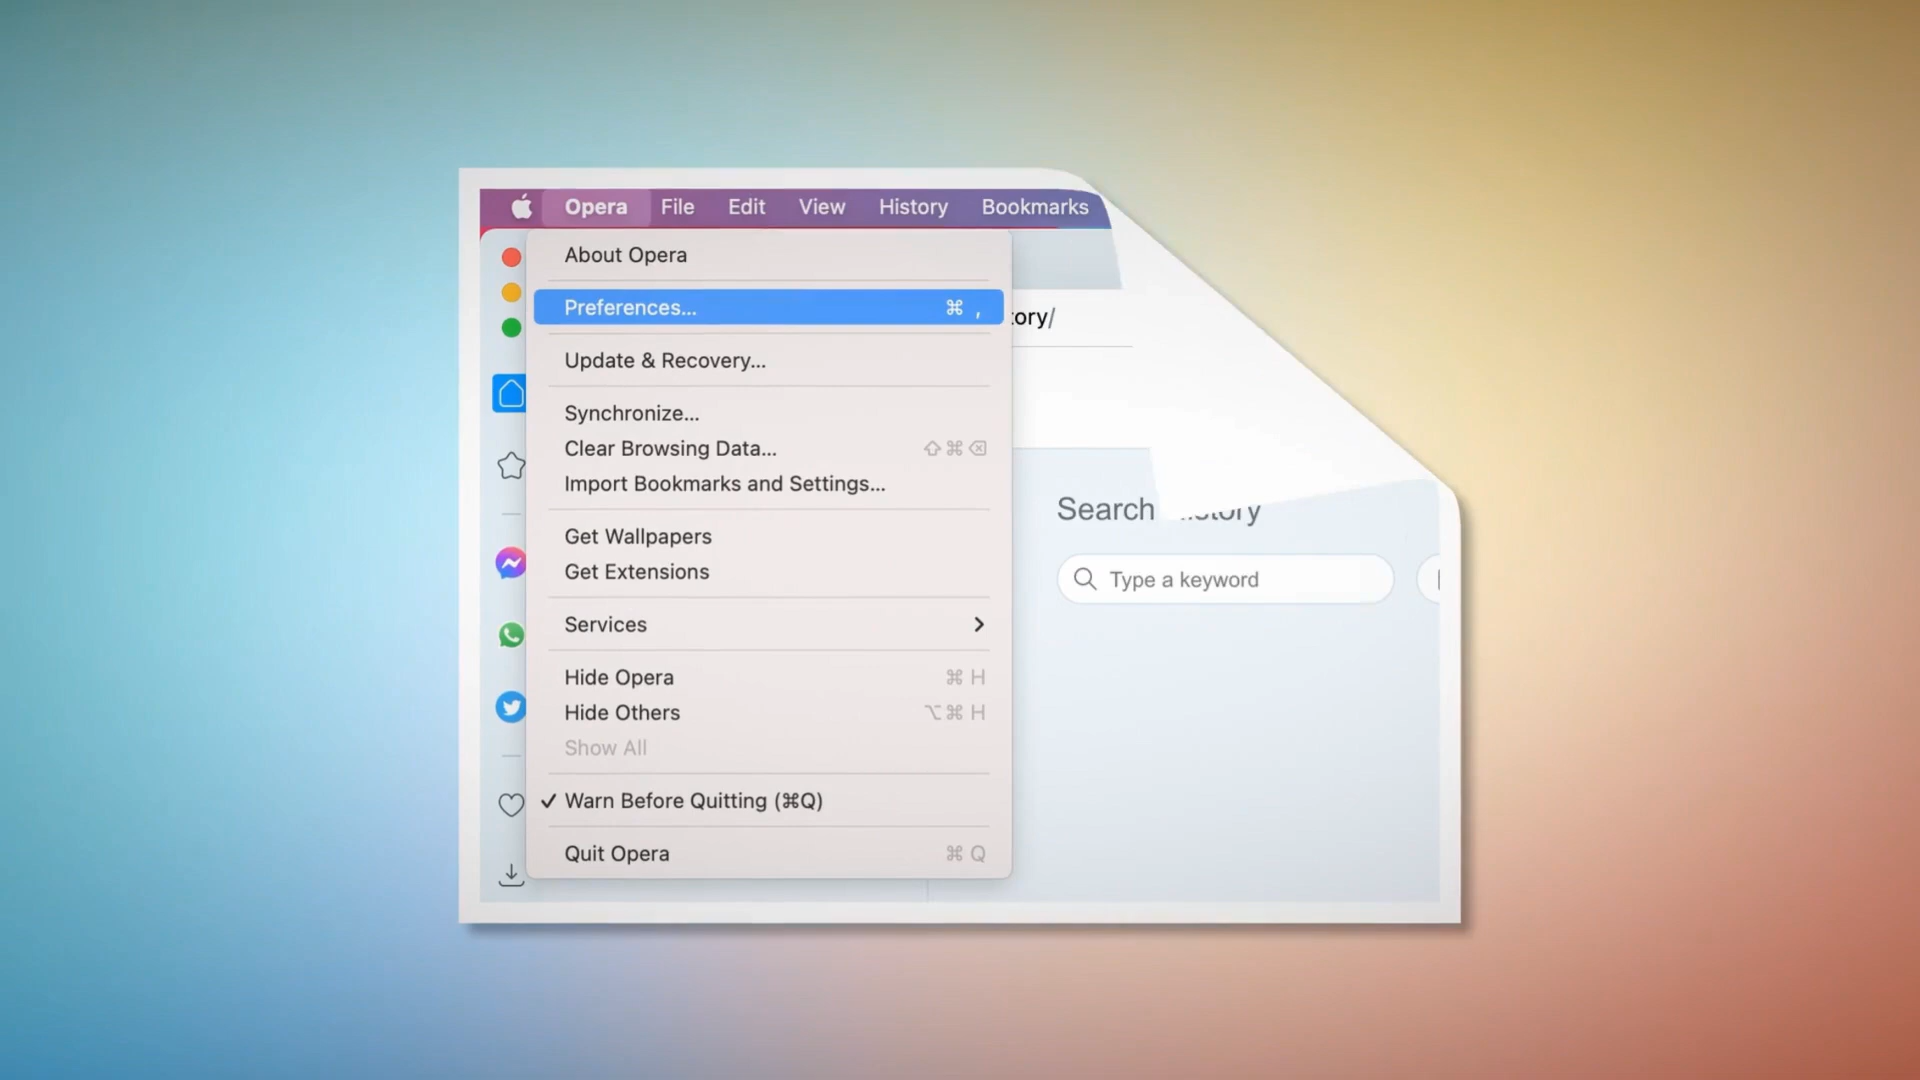 Opera File Edit View History Bookmarks
About Opera
Preferences... ⌘ ,
tory/
Update & Recovery...
Synchronize...
Clear Browsing Data... ⇧⌘⌫
Import Bookmarks and Settings...
Search
Type a keyword
Get Wallpapers
Get Extensions
Services
Hide Opera ⌘ H
Hide Others ⌥⌘ H
Show All
✓ Warn Before Quitting (⌘Q)
Quit Opera ⌘ Q